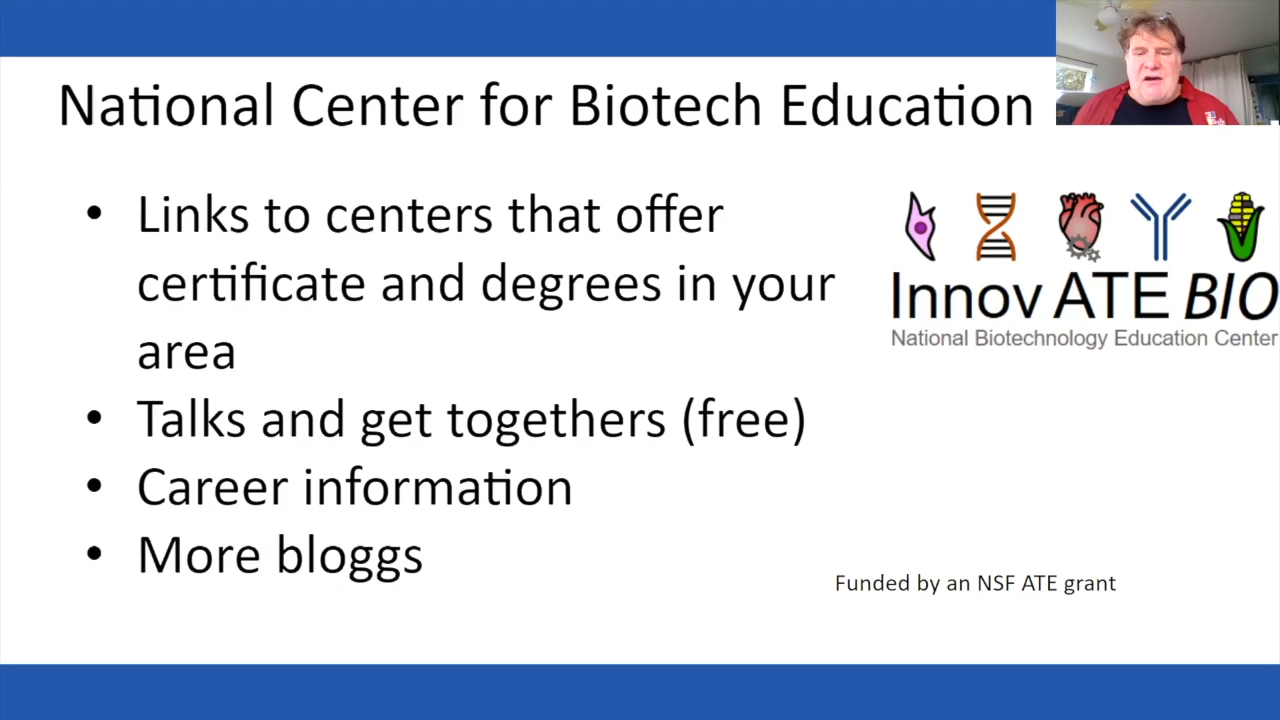 National Center for Biotech Education
• Links to centers that offer
certificate and degrees in your
area
• Talks and get togethers (free)
• Career information
• More bloggs
InnovATE BIO
National Biotechnology Education Center
Funded by an NSF ATE grant